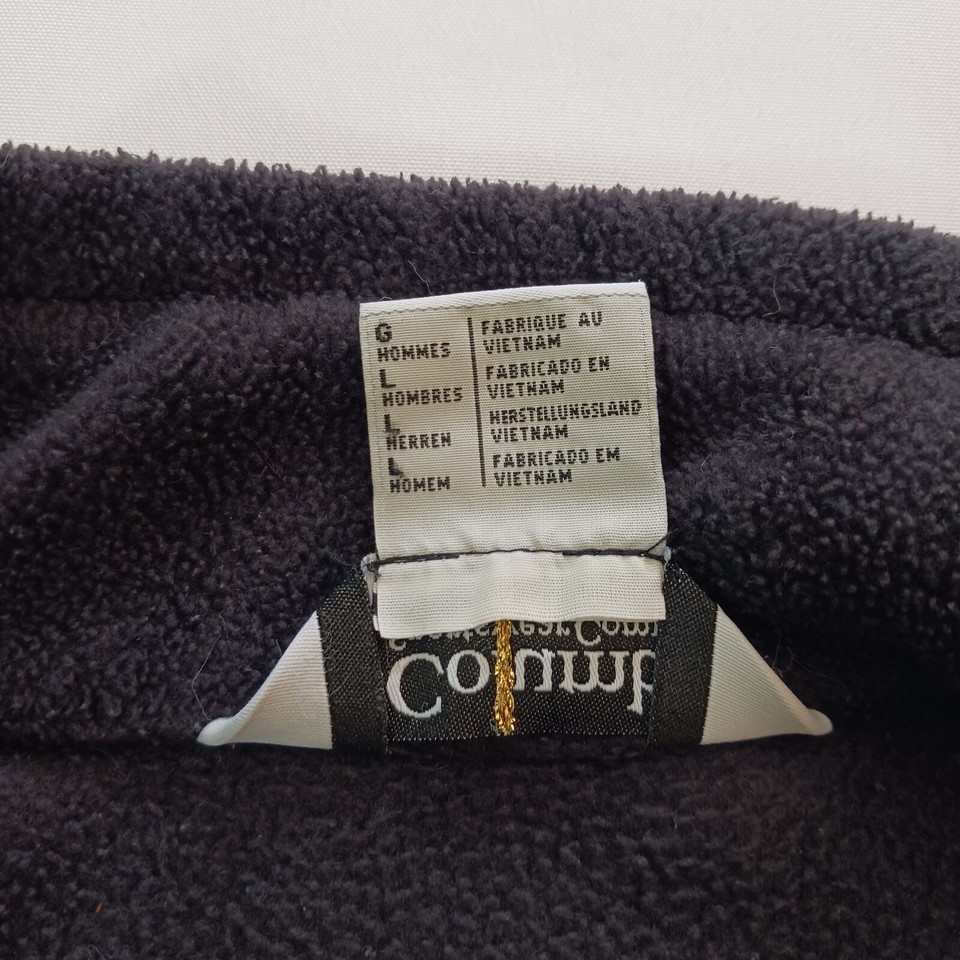 G
HOMMES
FABRIQUE AU
VIETNAM
L
HOMBRES
FABRICADO EN
VIETNAM
L
HERREN
HERSTELLUNGSLAND
VIETNAM
L
HOMEM
FABRICADO EM
VIETNAM
Columb